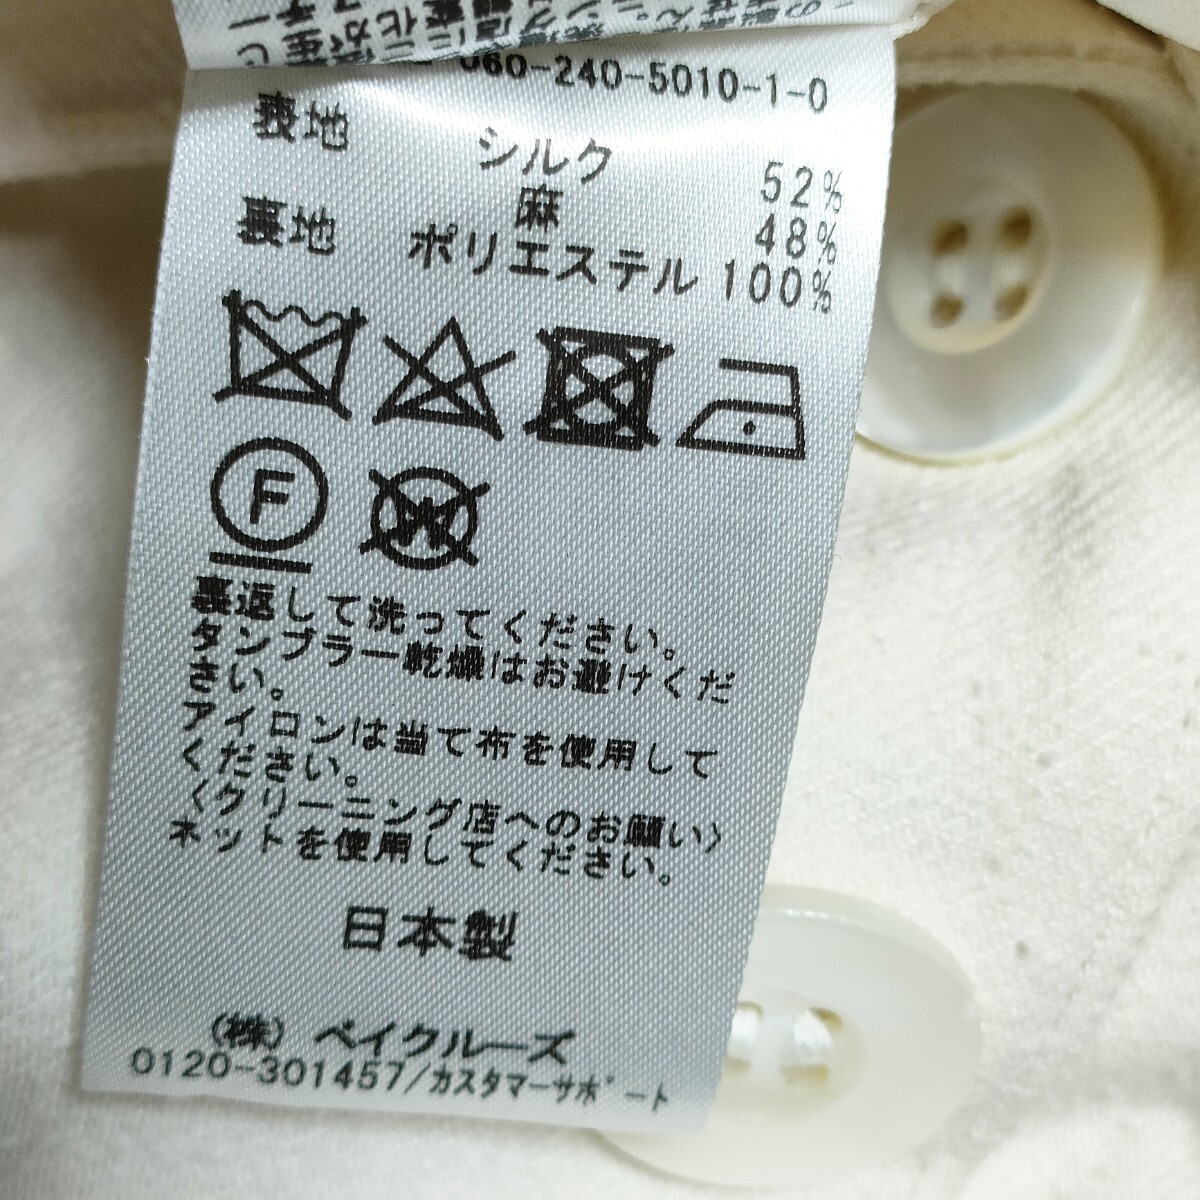 060-240-5010-1-0
表地 シルク 52%
麻 48%
裏地 ポリエステル 100%
F
W
裏返して洗ってください。
タンブラー乾燥はお避けくだ
さい。
アイロンは当て布を使用して
ください。
〈クリーニング店へのお願い〉
ネットを使用してください。
日本製
(株) ベイクルーズ
0120-301457/カスタマーサポート